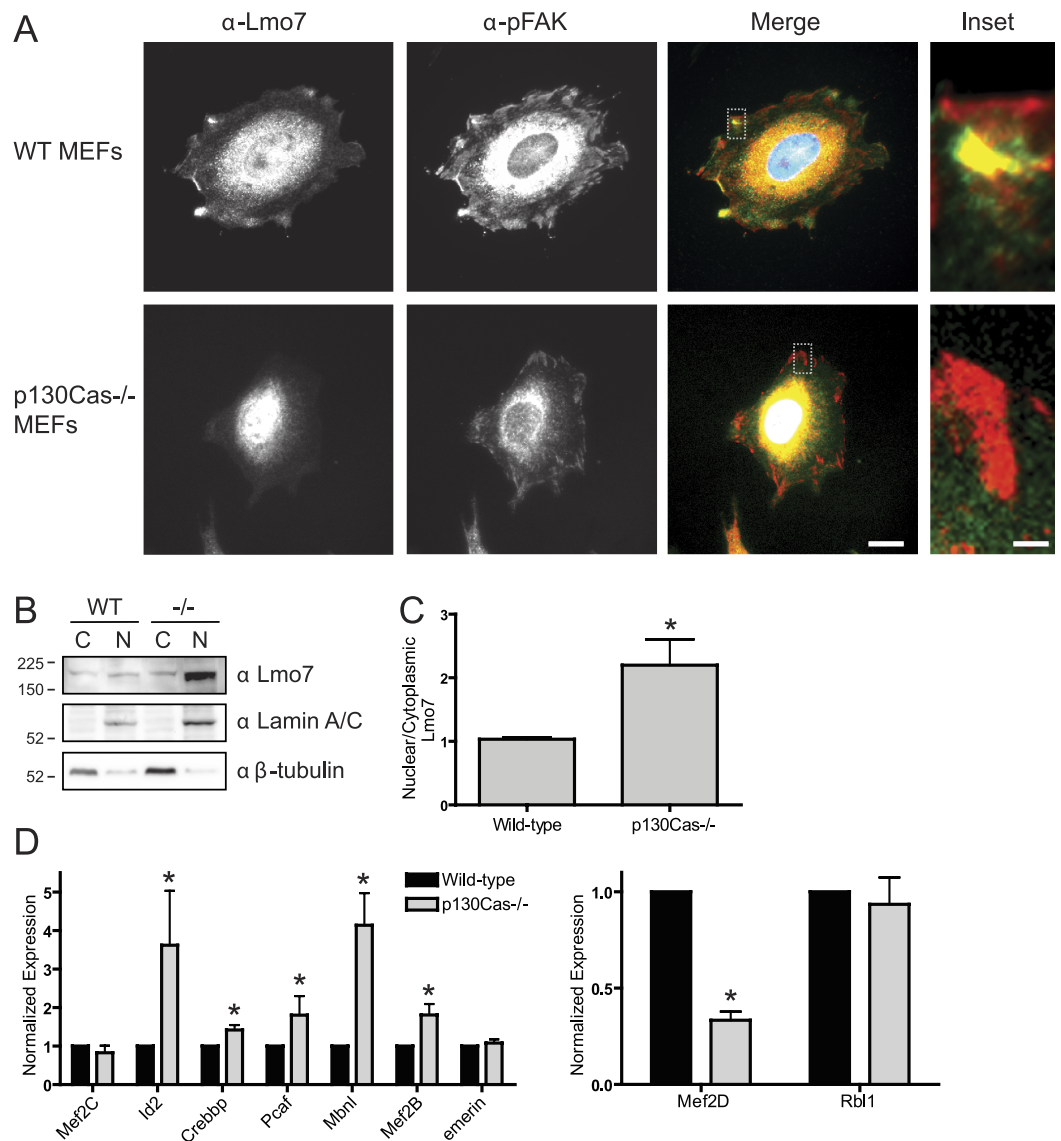 A
α-Lmo7 α-pFAK Merge Inset
WT MEFs
p130Cas-/-
MEFs
B
WT -/-
C N C N
225
150
α Lmo7
52
α Lamin A/C
52
α β-tubulin
C
Nuclear/Cytoplasmic
Lmo7
3
2
1
0
*
Wild-type p130Cas-/-
D
Normalized Expression
5
4
3
2
1
0
* * * * *
Wild-type
p130Cas-/-
Mef2C Id2 Crebbp Pcaf Mbnl Mef2B emerin
Normalized Expression
1.0
0.5
0.0
*
Mef2D Rbl1